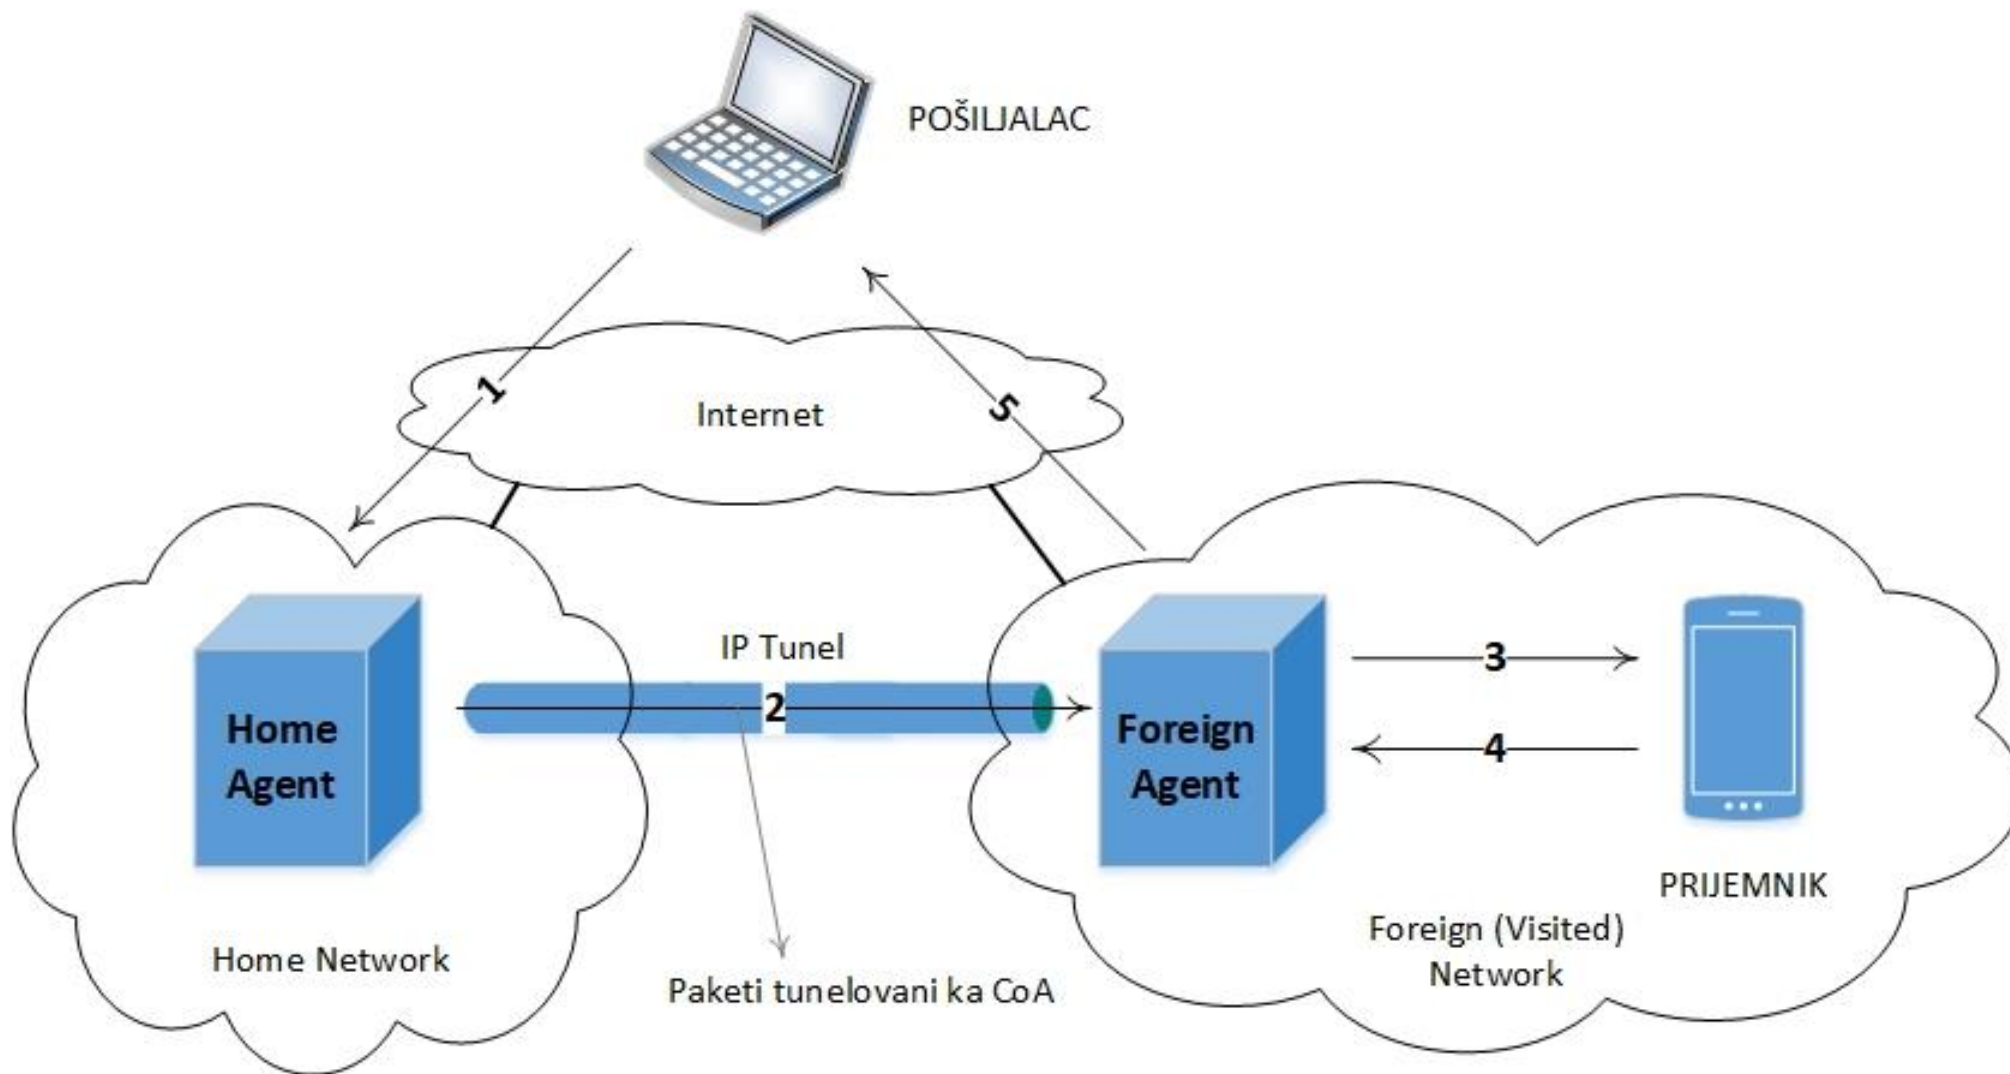 POŠILJALAC
1
Internet
5
IP Tunel
2
Home
Agent
Foreign
Agent
3
4
PRIJEMNIK
Home Network
Paketi tunelovani ka CoA
Foreign (Visited)
Network